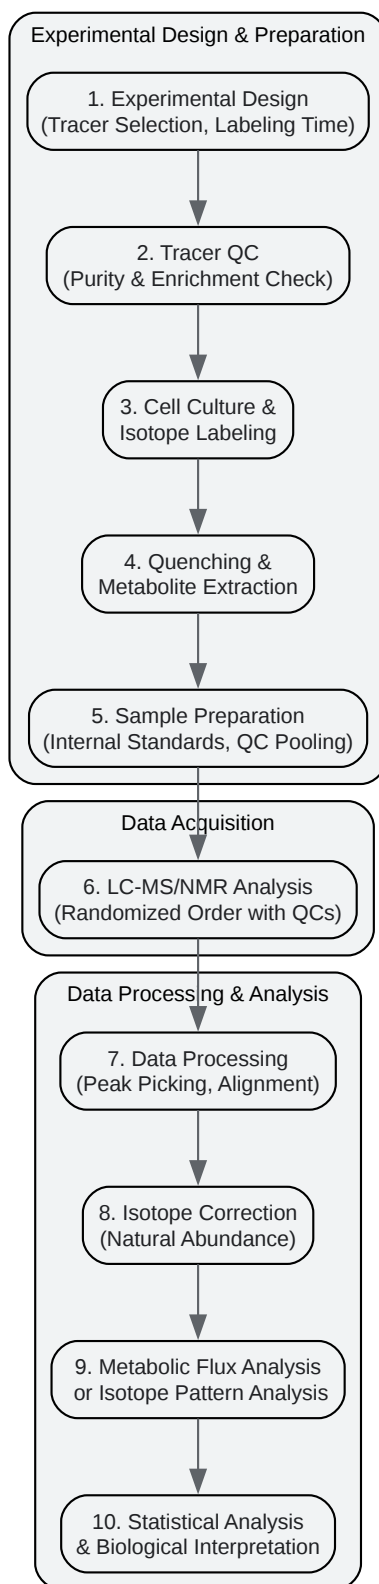 Experimental Design & Preparation
1. Experimental Design
(Tracer Selection, Labeling Time)
2. Tracer QC
(Purity & Enrichment Check)
3. Cell Culture &
Isotope Labeling
4. Quenching &
Metabolite Extraction
5. Sample Preparation
(Internal Standards, QC Pooling)
Data Acquisition
6. LC-MS/NMR Analysis
(Randomized Order with QCs)
Data Processing & Analysis
7. Data Processing
(Peak Picking, Alignment)
8. Isotope Correction
(Natural Abundance)
9. Metabolic Flux Analysis
or Isotope Pattern Analysis
10. Statistical Analysis
& Biological Interpretation